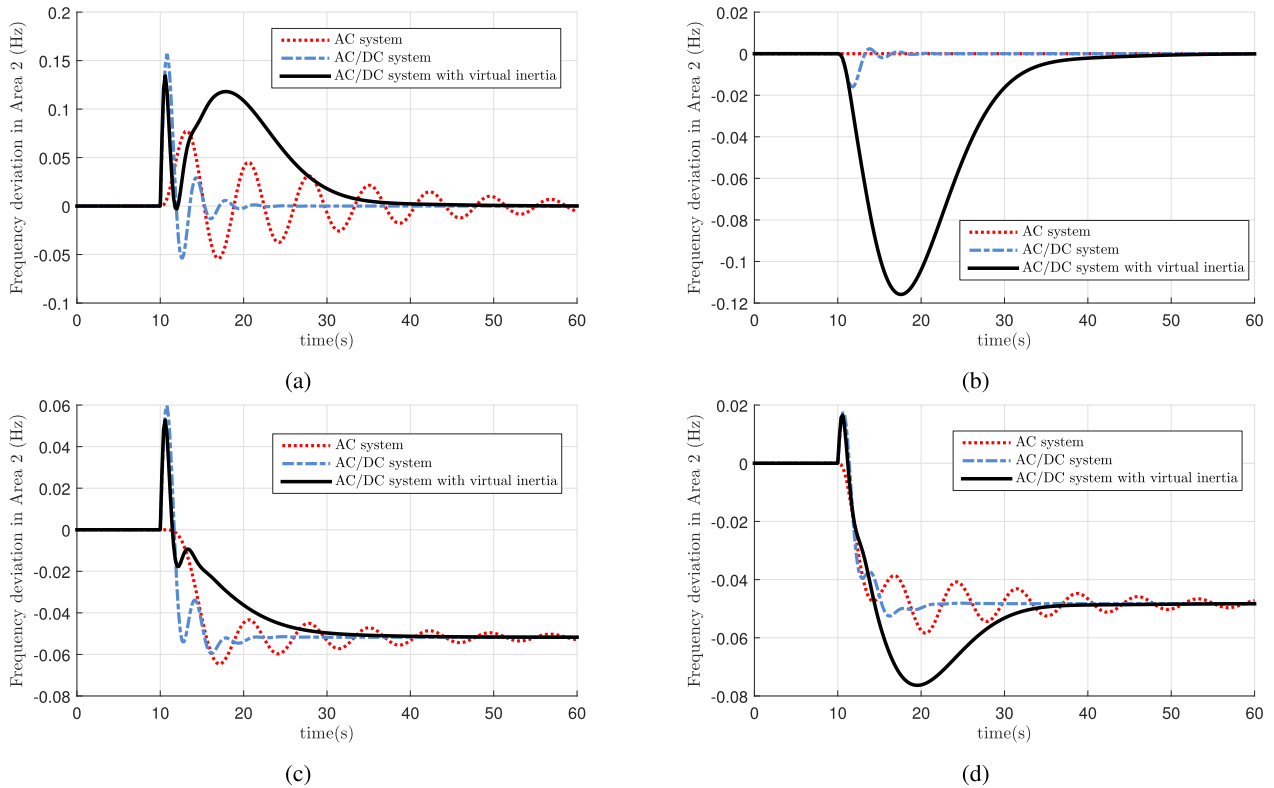 Frequency deviation in Area 2 (Hz)
0.2
0.15
0.1
0.05
0
-0.05
-0.1
AC system
AC/DC system
AC/DC system with virtual inertia
0 10 20 30 40 50 60
time(s)
(a)
Frequency deviation in Area 2 (Hz)
0.02
0
-0.02
-0.04
-0.06
-0.08
-0.1
-0.12
AC system
AC/DC system
AC/DC system with virtual inertia
0 10 20 30 40 50 60
time(s)
(b)
Frequency deviation in Area 2 (Hz)
0.06
0.04
0.02
0
-0.02
-0.04
-0.06
-0.08
AC system
AC/DC system
AC/DC system with virtual inertia
0 10 20 30 40 50 60
time(s)
(c)
Frequency deviation in Area 2 (Hz)
0.02
0
-0.02
-0.04
-0.06
-0.08
AC system
AC/DC system
AC/DC system with virtual inertia
0 10 20 30 40 50 60
time(s)
(d)